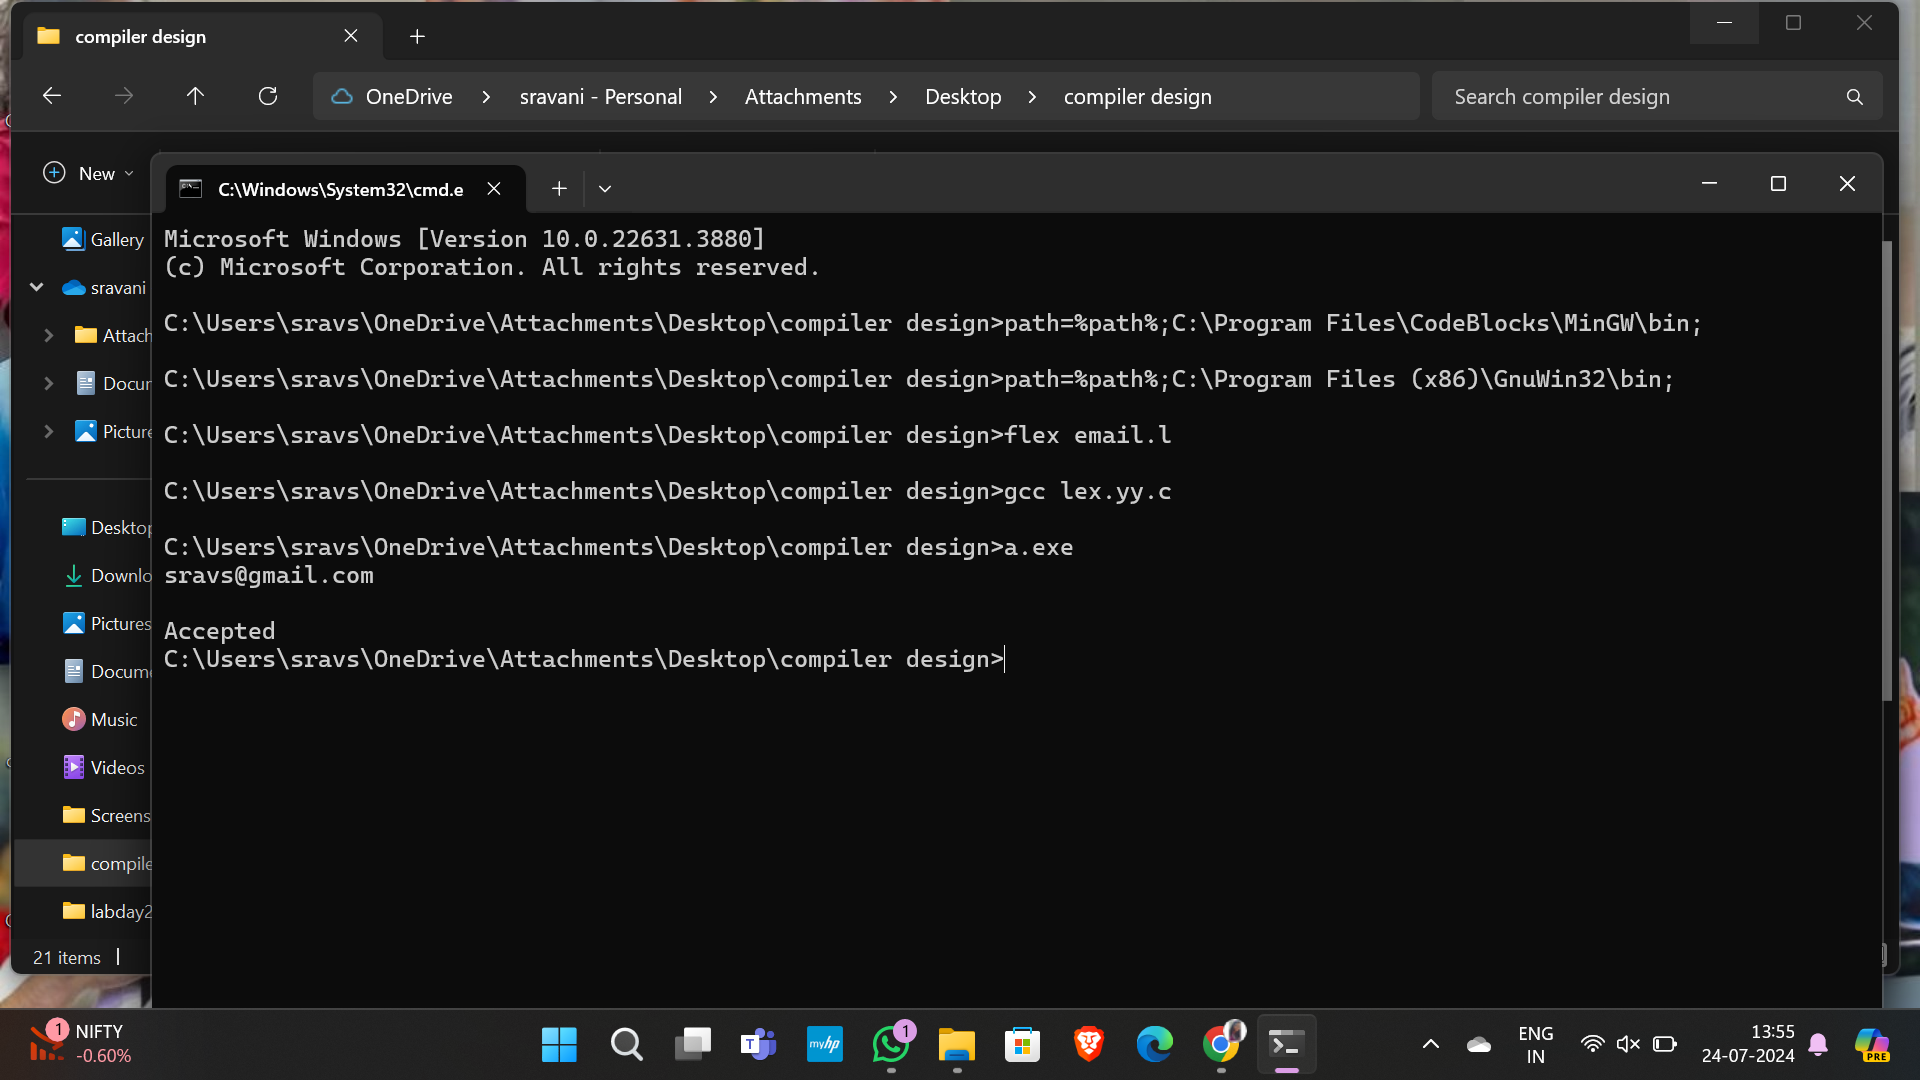 compiler design
OneDrive > sravani - Personal > Attachments > Desktop > compiler design
Search compiler design
New
C:\Windows\System32\cmd.e
Gallery
sravani
Attach
Docur
Picture
Desktop
Downlo
Pictures
Docume
Music
Videos
Screens
compile
labday2
21 items
Microsoft Windows [Version 10.0.22631.3880]
(c) Microsoft Corporation. All rights reserved.
C:\Users\sravs\OneDrive\Attachments\Desktop\compiler design>path=%path%;C:\Program Files\CodeBlocks\MinGW\bin;
C:\Users\sravs\OneDrive\Attachments\Desktop\compiler design>path=%path%;C:\Program Files (x86)\GnuWin32\bin;
C:\Users\sravs\OneDrive\Attachments\Desktop\compiler design>flex email.l
C:\Users\sravs\OneDrive\Attachments\Desktop\compiler design>gcc lex.yy.c
C:\Users\sravs\OneDrive\Attachments\Desktop\compiler design>a.exe
sravs@gmail.com
Accepted
C:\Users\sravs\OneDrive\Attachments\Desktop\compiler design>
1
NIFTY
-0.60%
T
myhp
1
ENG
IN
13:55
24-07-2024
PRE